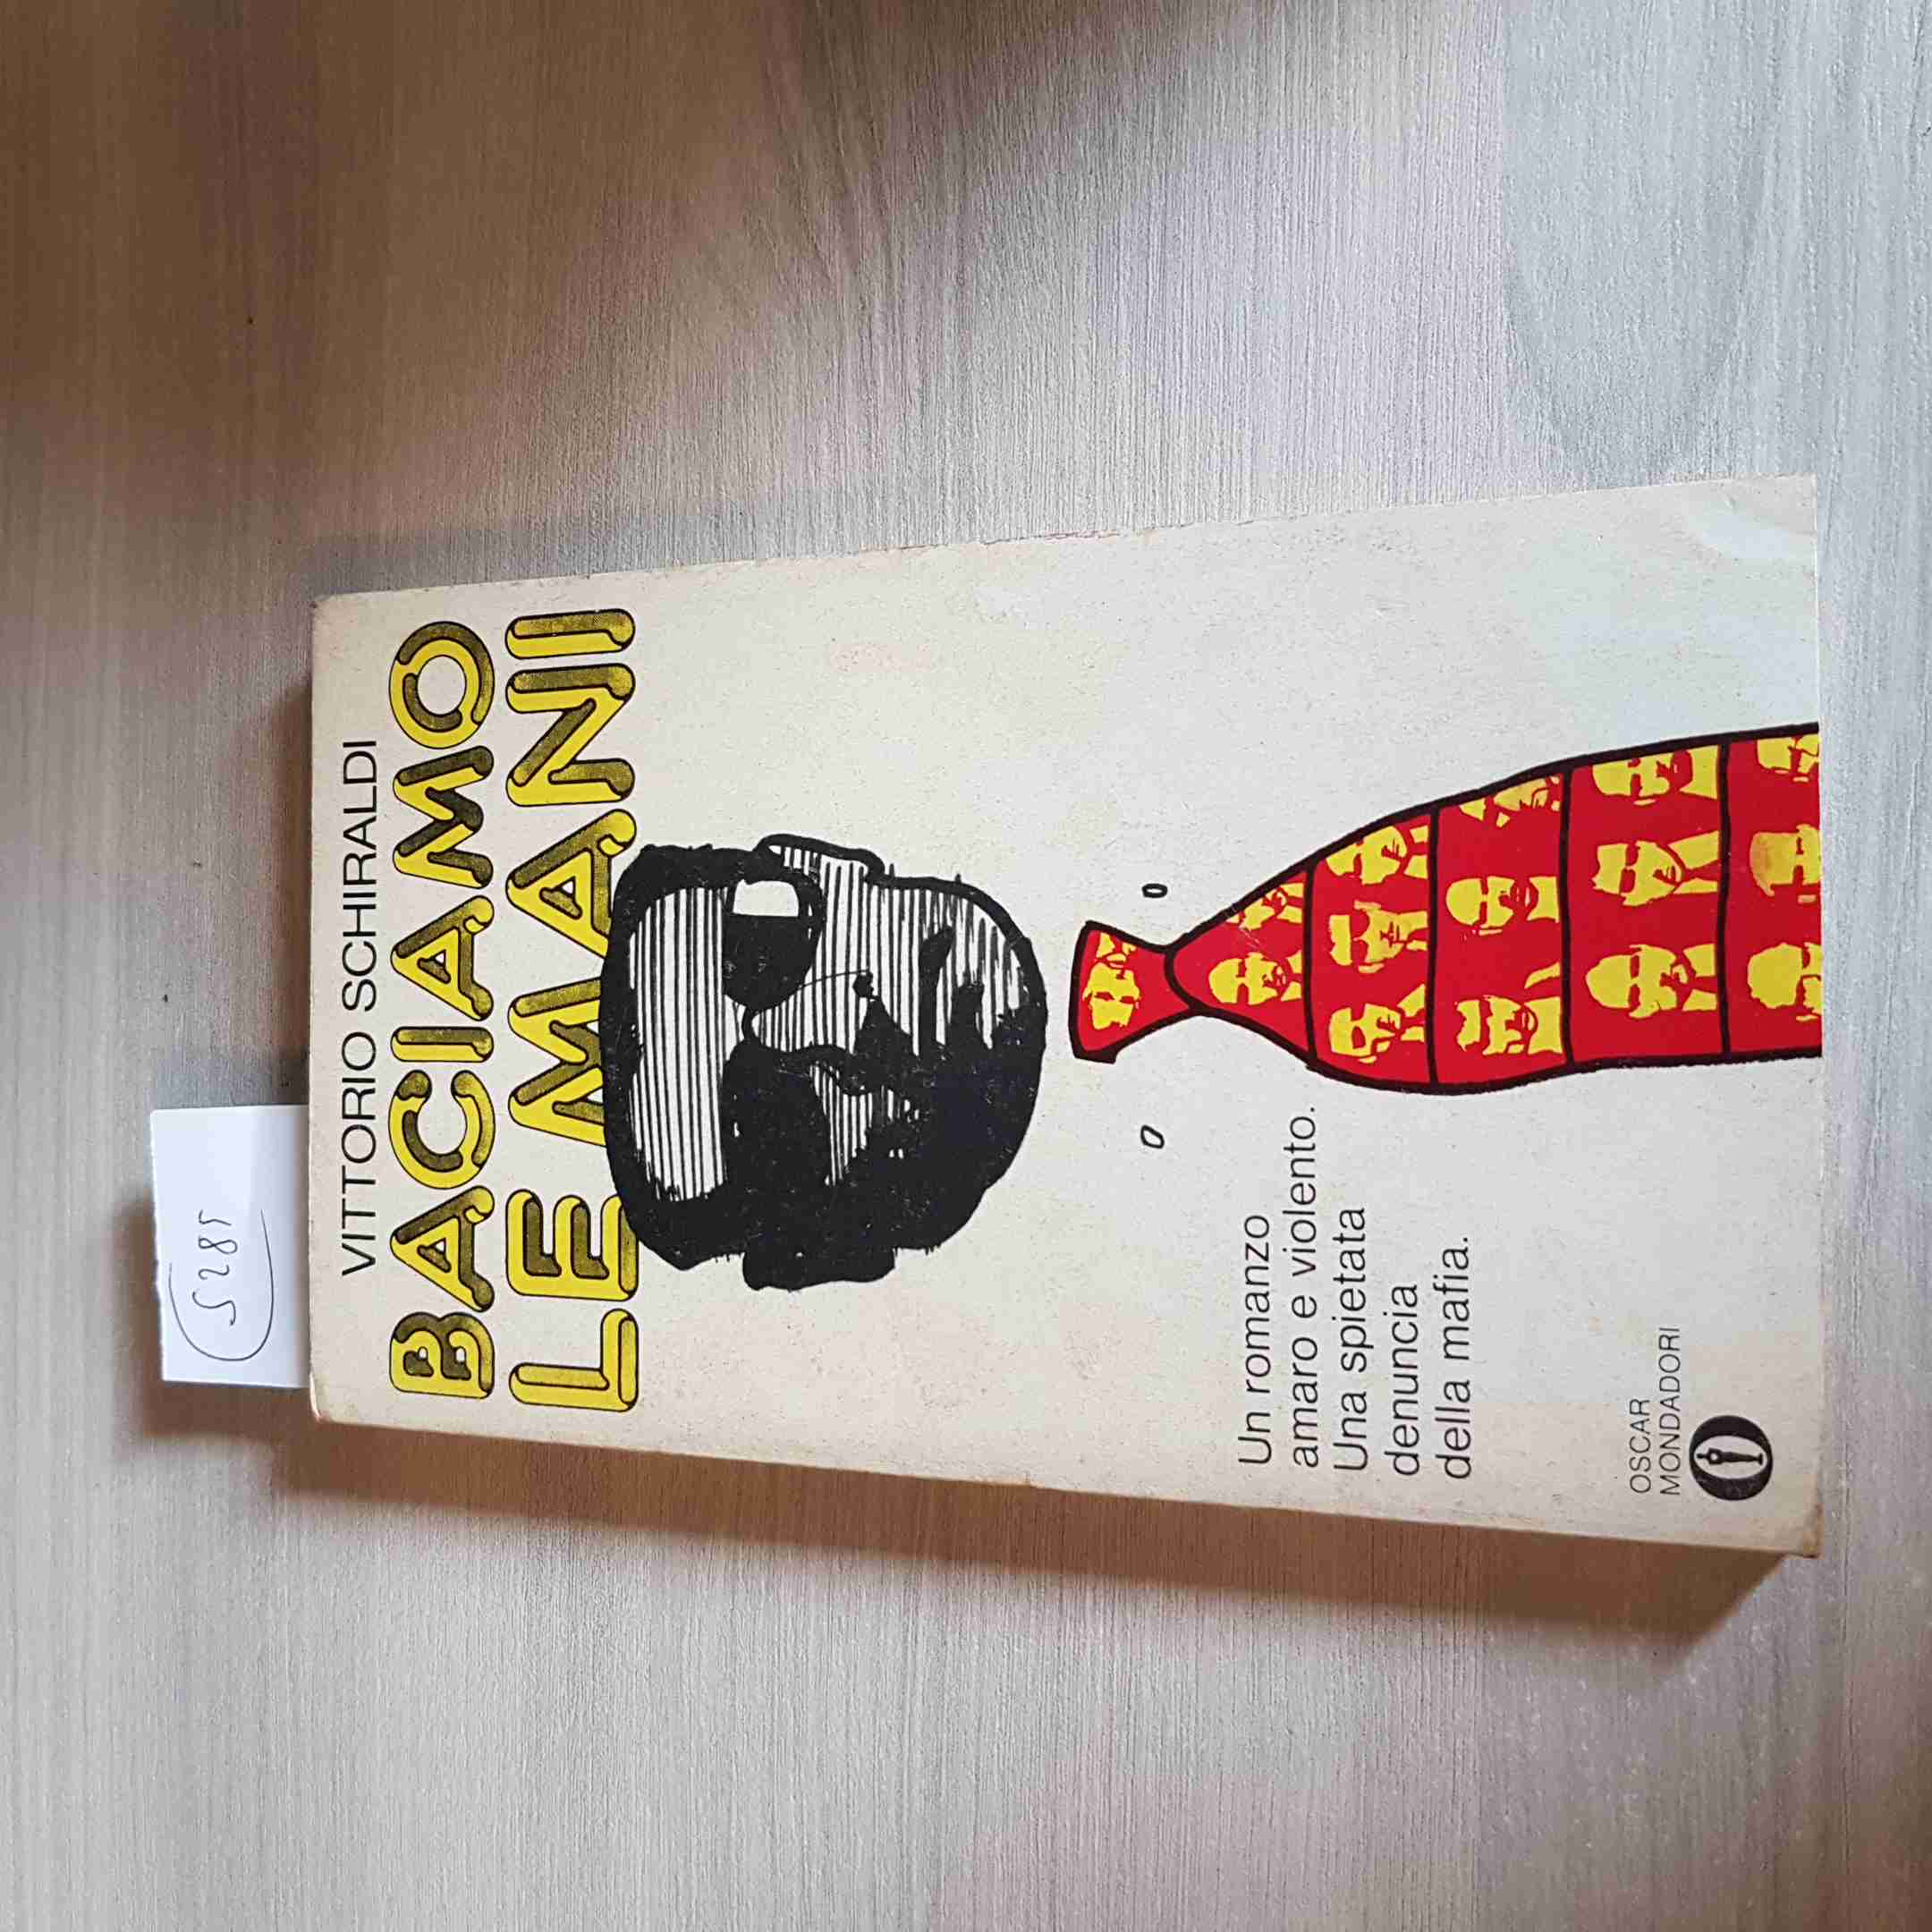 S285
VITTORIO SCHIRALDI
BACIAMO
LE MANI
Un romanzo
amaro e violento.
Una spietata
denuncia
della mafia.
OSCAR
MONDADORI